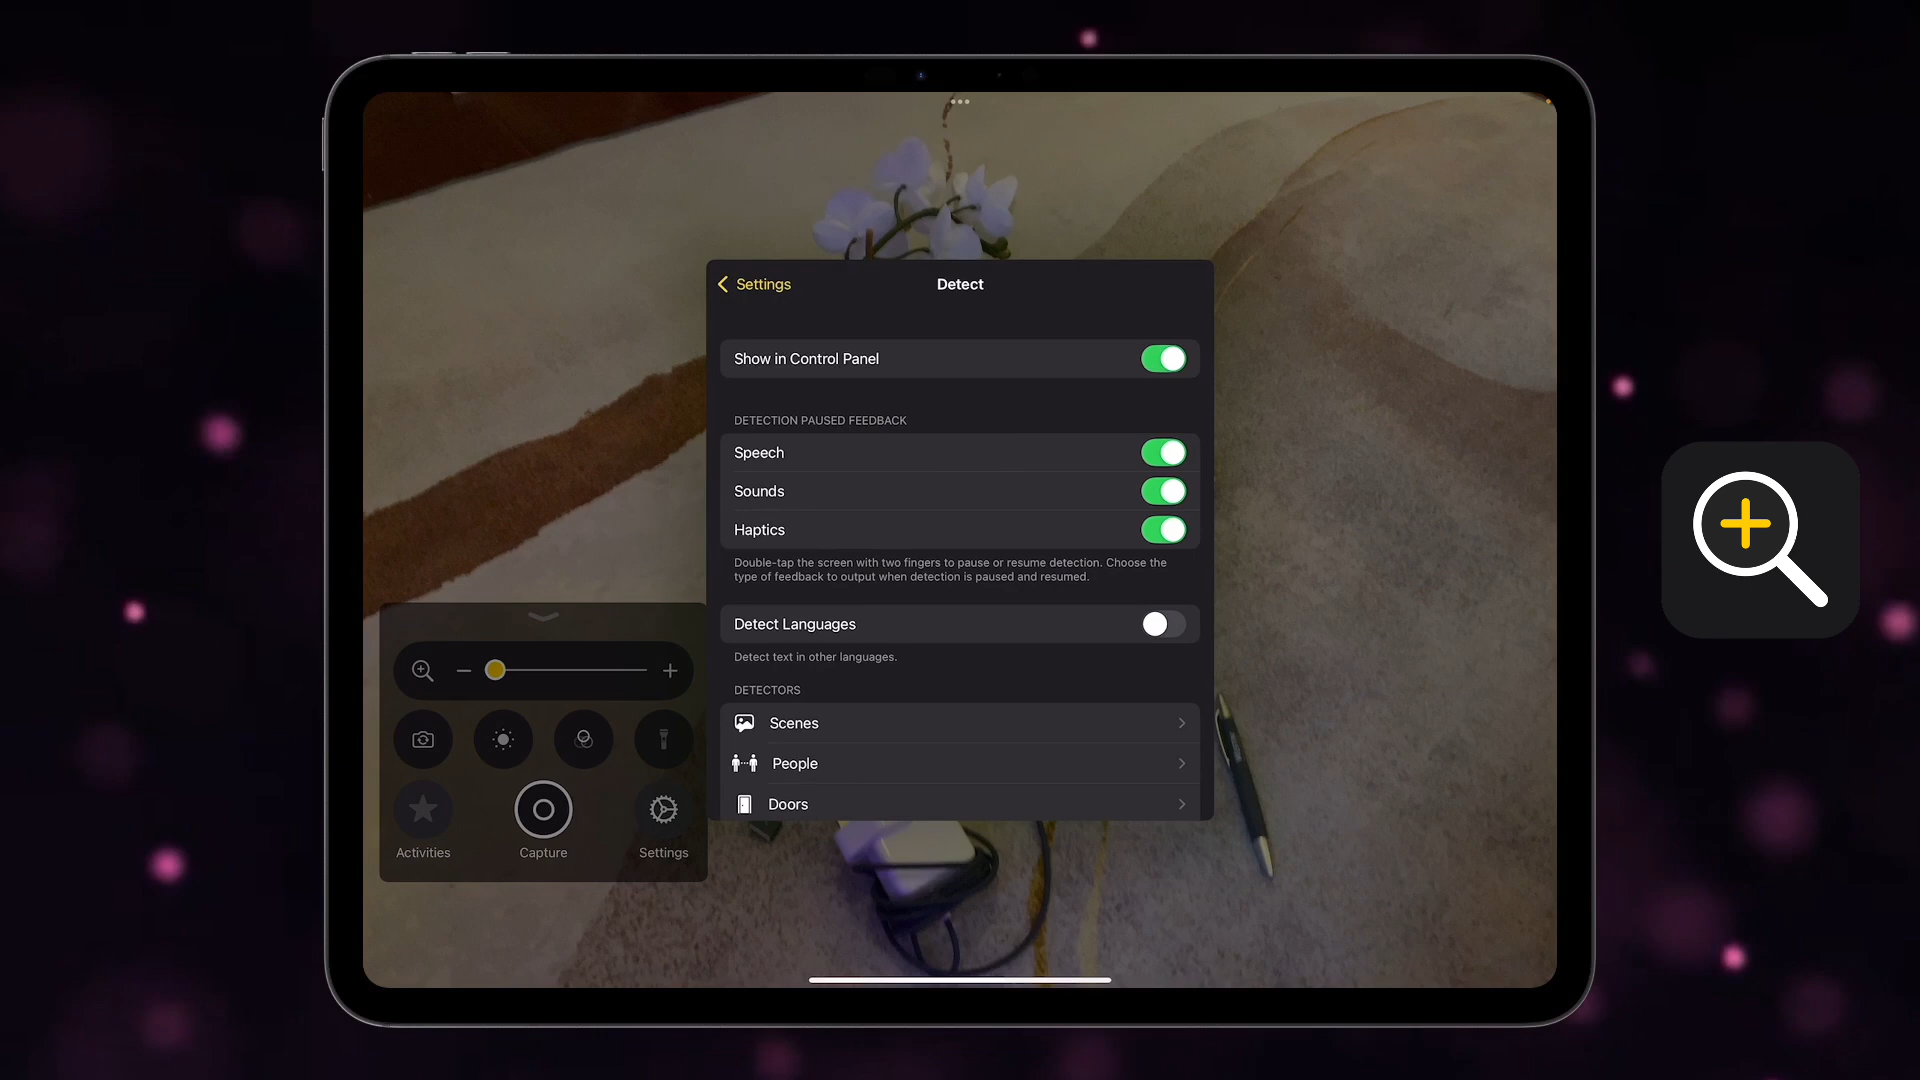 Settings
Detect
Show in Control Panel
DETECTION PAUSED FEEDBACK
Speech
Sounds
Haptics
Double-tap the screen with two fingers to pause or resume detection. Choose the
type of feedback to output when detection is paused and resumed.
Detect Languages
Detect text in other languages.
DETECTORS
Scenes
People
Doors
Activities
Capture
Settings